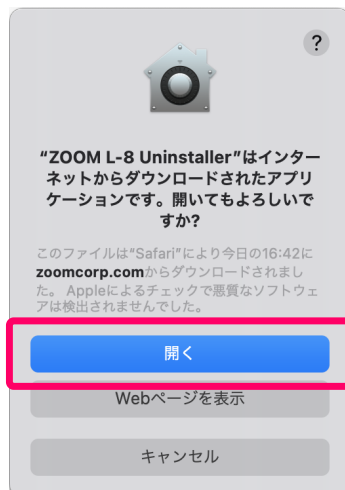 ?
“ZOOM L-8 Uninstaller”はインター
ネットからダウンロードされたアプリ
ケーションです。開いてもよろしいで
すか?
このファイルは“Safari”により今日の16:42に
zoomcorp.comからダウンロードされまし
た。 Appleによるチェックで悪質なソフトウェ
アは検出されませんでした。
開く
Webページを表示
キャンセル